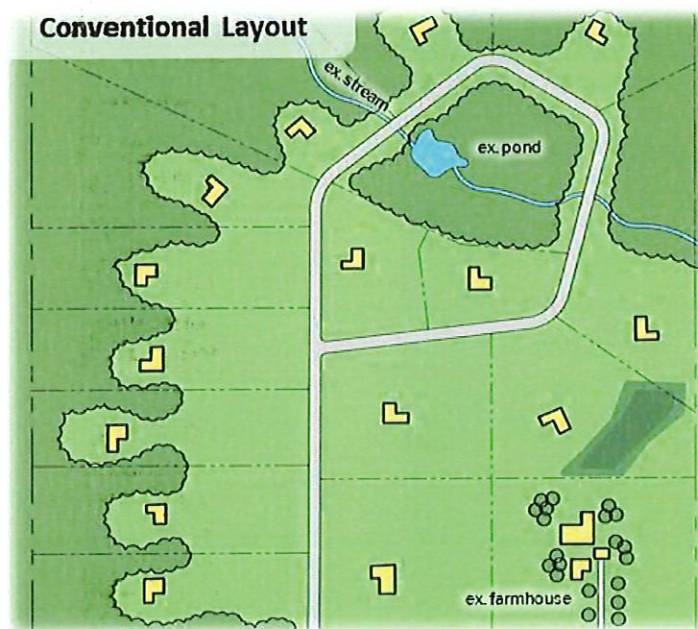 Conventional Layout
ex. stream
ex. pond
ex. farmhouse